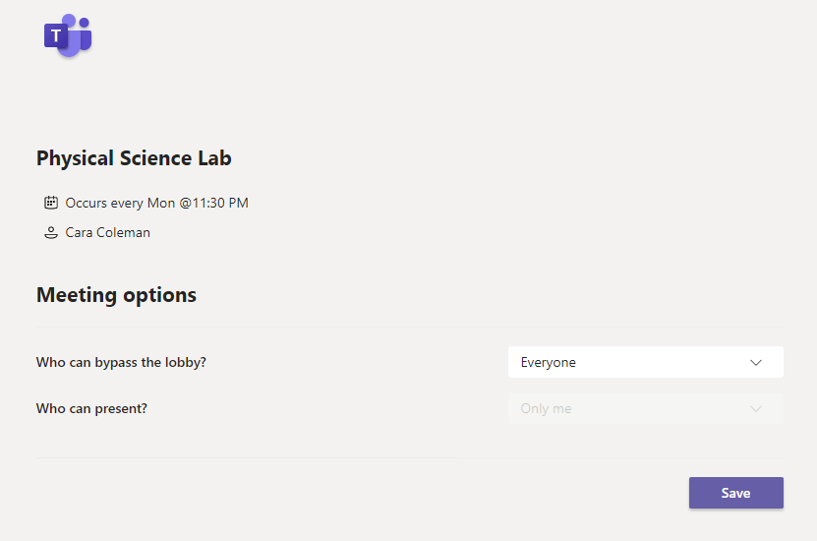 T
Physical Science Lab
Occurs every Mon @11:30 PM
Cara Coleman
Meeting options
Who can bypass the lobby? Everyone
Who can present? Only me
Save